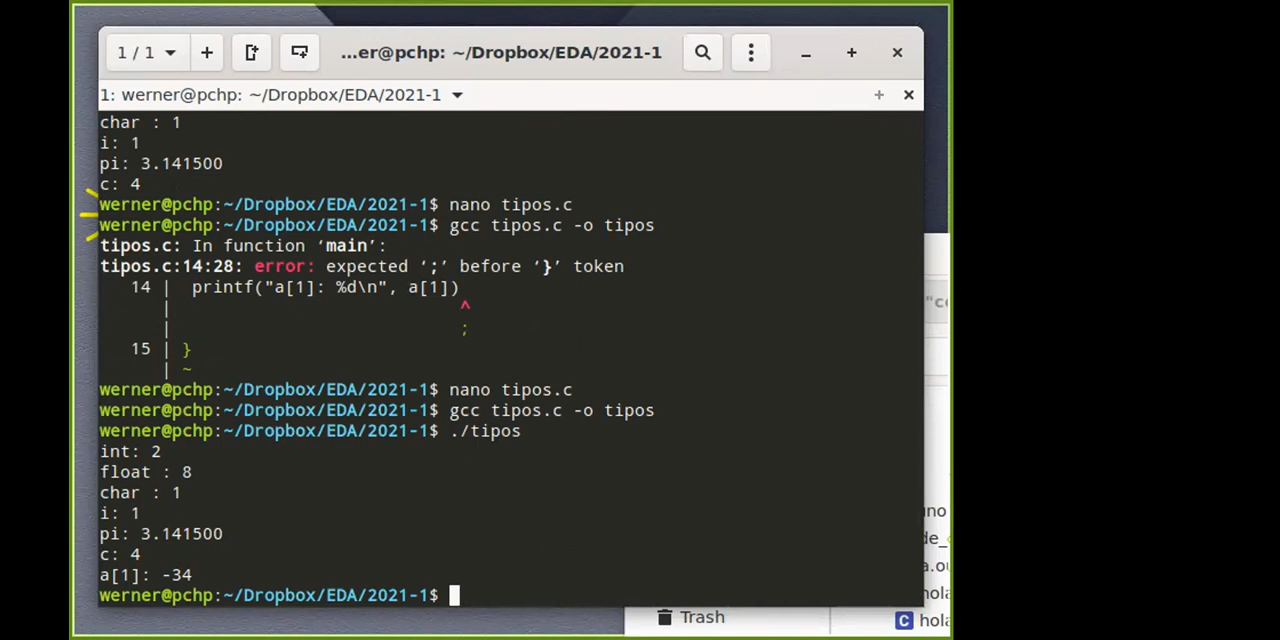 1 / 1
...er@pchp: ~/Dropbox/EDA/2021-1
1: werner@pchp: ~/Dropbox/EDA/2021-1
char : 1
i: 1
pi: 3.141500
c: 4
werner@pchp:~/Dropbox/EDA/2021-1$ nano tipos.c
werner@pchp:~/Dropbox/EDA/2021-1$ gcc tipos.c -o tipos
tipos.c: In function ‘main’:
tipos.c:14:28: error: expected ‘;’ before ‘}’ token
14 | printf("a[1]: %d\n", a[1])
| ^
| ;
15 | }
| ~
werner@pchp:~/Dropbox/EDA/2021-1$ nano tipos.c
werner@pchp:~/Dropbox/EDA/2021-1$ gcc tipos.c -o tipos
werner@pchp:~/Dropbox/EDA/2021-1$ ./tipos
int: 2
float : 8
char : 1
i: 1
pi: 3.141500
c: 4
a[1]: -34
werner@pchp:~/Dropbox/EDA/2021-1$
Trash
C